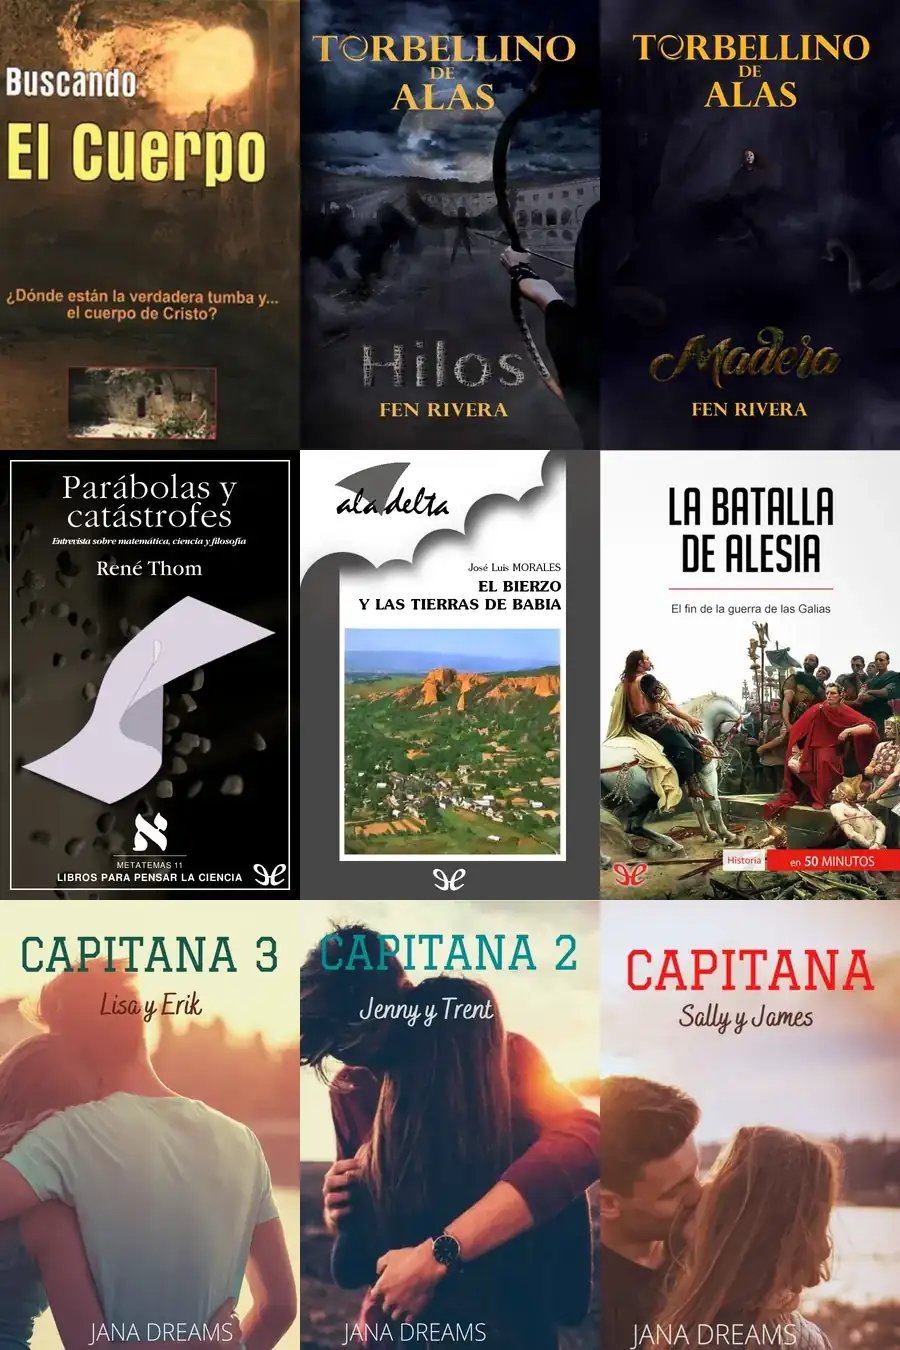 Buscando
El Cuerpo
¿Dónde están la verdadera tumba y...
el cuerpo de Cristo?
TORBELLINO
DE
ALAS
Hilos
FEN RIVERA
TORBELLINO
DE
ALAS
Madera
FEN RIVERA
Parábolas y
catástrofes
Entrevista sobre matemática, ciencia y filosofía
René Thom
METATEMAS 11
LIBROS PARA PENSAR LA CIENCIA
ala delta
José Luis MORALES
EL BIERZO
Y LAS TIERRAS DE BABIA
LA BATALLA
DE ALESIA
El fin de la guerra de las Galias
Historia en 50 MINUTOS
CAPITANA 3
Lisa y Erik
JANA DREAMS
CAPITANA 2
Jenny y Trent
JANA DREAMS
CAPITANA
Sally y James
JANA DREAMS